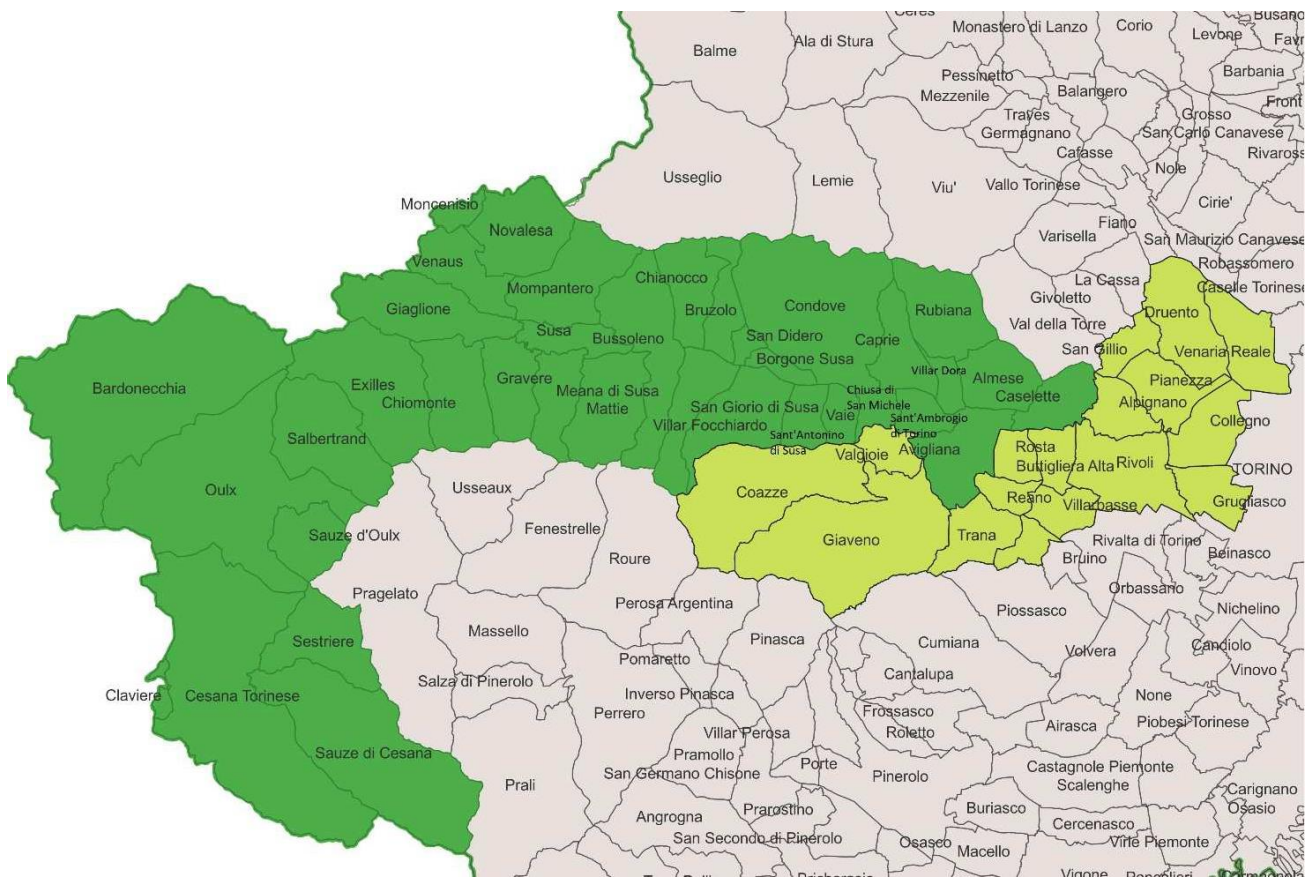 Ceres
Busano
Monastero di Lanzo
Corio
Levone
Balme
Ala di Stura
Pessinetto
Barbania
Mezzenile
Balangero
Front
Traves
Germagnano
Grosso
San Carlo Canavese
Cafasse
Rivaross
Nole
Usseglio
Lemie
Viu'
Vallo Torinese
Cirie'
Moncenisio
Novalesa
Fiano
Varisella
San Maurizio Canavese
Venaus
Chianocco
Robassomero
La Cassa
Mompantero
Givoletto
Caselle Torinese
Giaglione
Bruzolo
Condove
Rubiana
Druento
Susa
Bussoleno
San Didero
Caprie
Val della Torre
San Gillio
Venaria Reale
Borgone Susa
Bardonecchia
Exilles
Gravere
Villar Dora
Almese
Pianezza
Chiomonte
Meana di Susa
Caselette
Alpignano
Mattie
San Giorio di Susa
Vaie
Chiusa di
San Michele
Salbertrand
Villar Focchiardo
Sant'Ambrogio
di Torino
Collegno
Sant'Antonino
di Susa
Valgioie
Avigliana
Rosta
Buttigliera Alta
Rivoli
TORINO
Oulx
Usseaux
Coazze
Reano
Villarbasse
Grugliasco
Fenestrelle
Sauze d'Oulx
Giaveno
Trana
Roure
Rivalta di Torino
Beinasco
Bruino
Pragelato
Orbassano
Perosa Argentina
Piossasco
Nichelino
Massello
Pinasca
Cumiana
Sestriere
Volvera
Candiolo
Pomaretto
Cantalupa
Vinovo
Claviere
Cesana Torinese
Salza di Pinerolo
Inverso Pinasca
None
Perrero
Frossasco
Airasca
Piobesi Torinese
Villar Perosa
Roletto
Sauze di Cesana
Pramollo
Porte
Castagnole Piemonte
San Germano Chisone
Pinerolo
Scalenghe
Prali
Carignano
Osasio
Angrogna
Prarostino
Buriasco
Cercenasco
San Secondo di Pinerolo
Osasco
Macello
Virle Piemonte
Vigone